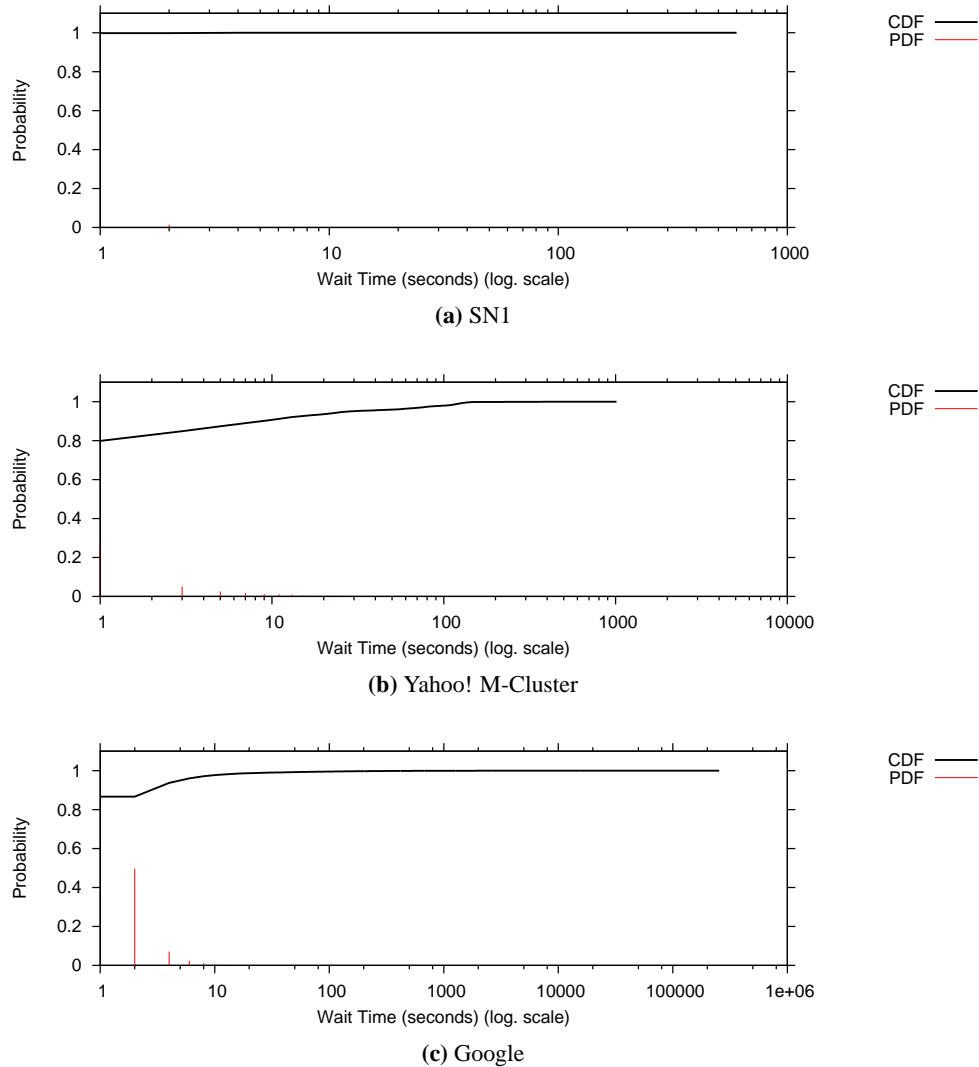 1
0.8
0.6
0.4
0.2
0
Probability
1 10 100 1000
Wait Time (seconds) (log. scale)
CDF
PDF
(a) SN1
1
0.8
0.6
0.4
0.2
0
Probability
1 10 100 1000 10000
Wait Time (seconds) (log. scale)
CDF
PDF
(b) Yahoo! M-Cluster
1
0.8
0.6
0.4
0.2
0
Probability
1 10 100 1000 10000 100000 1e+06
Wait Time (seconds) (log. scale)
CDF
PDF
(c) Google